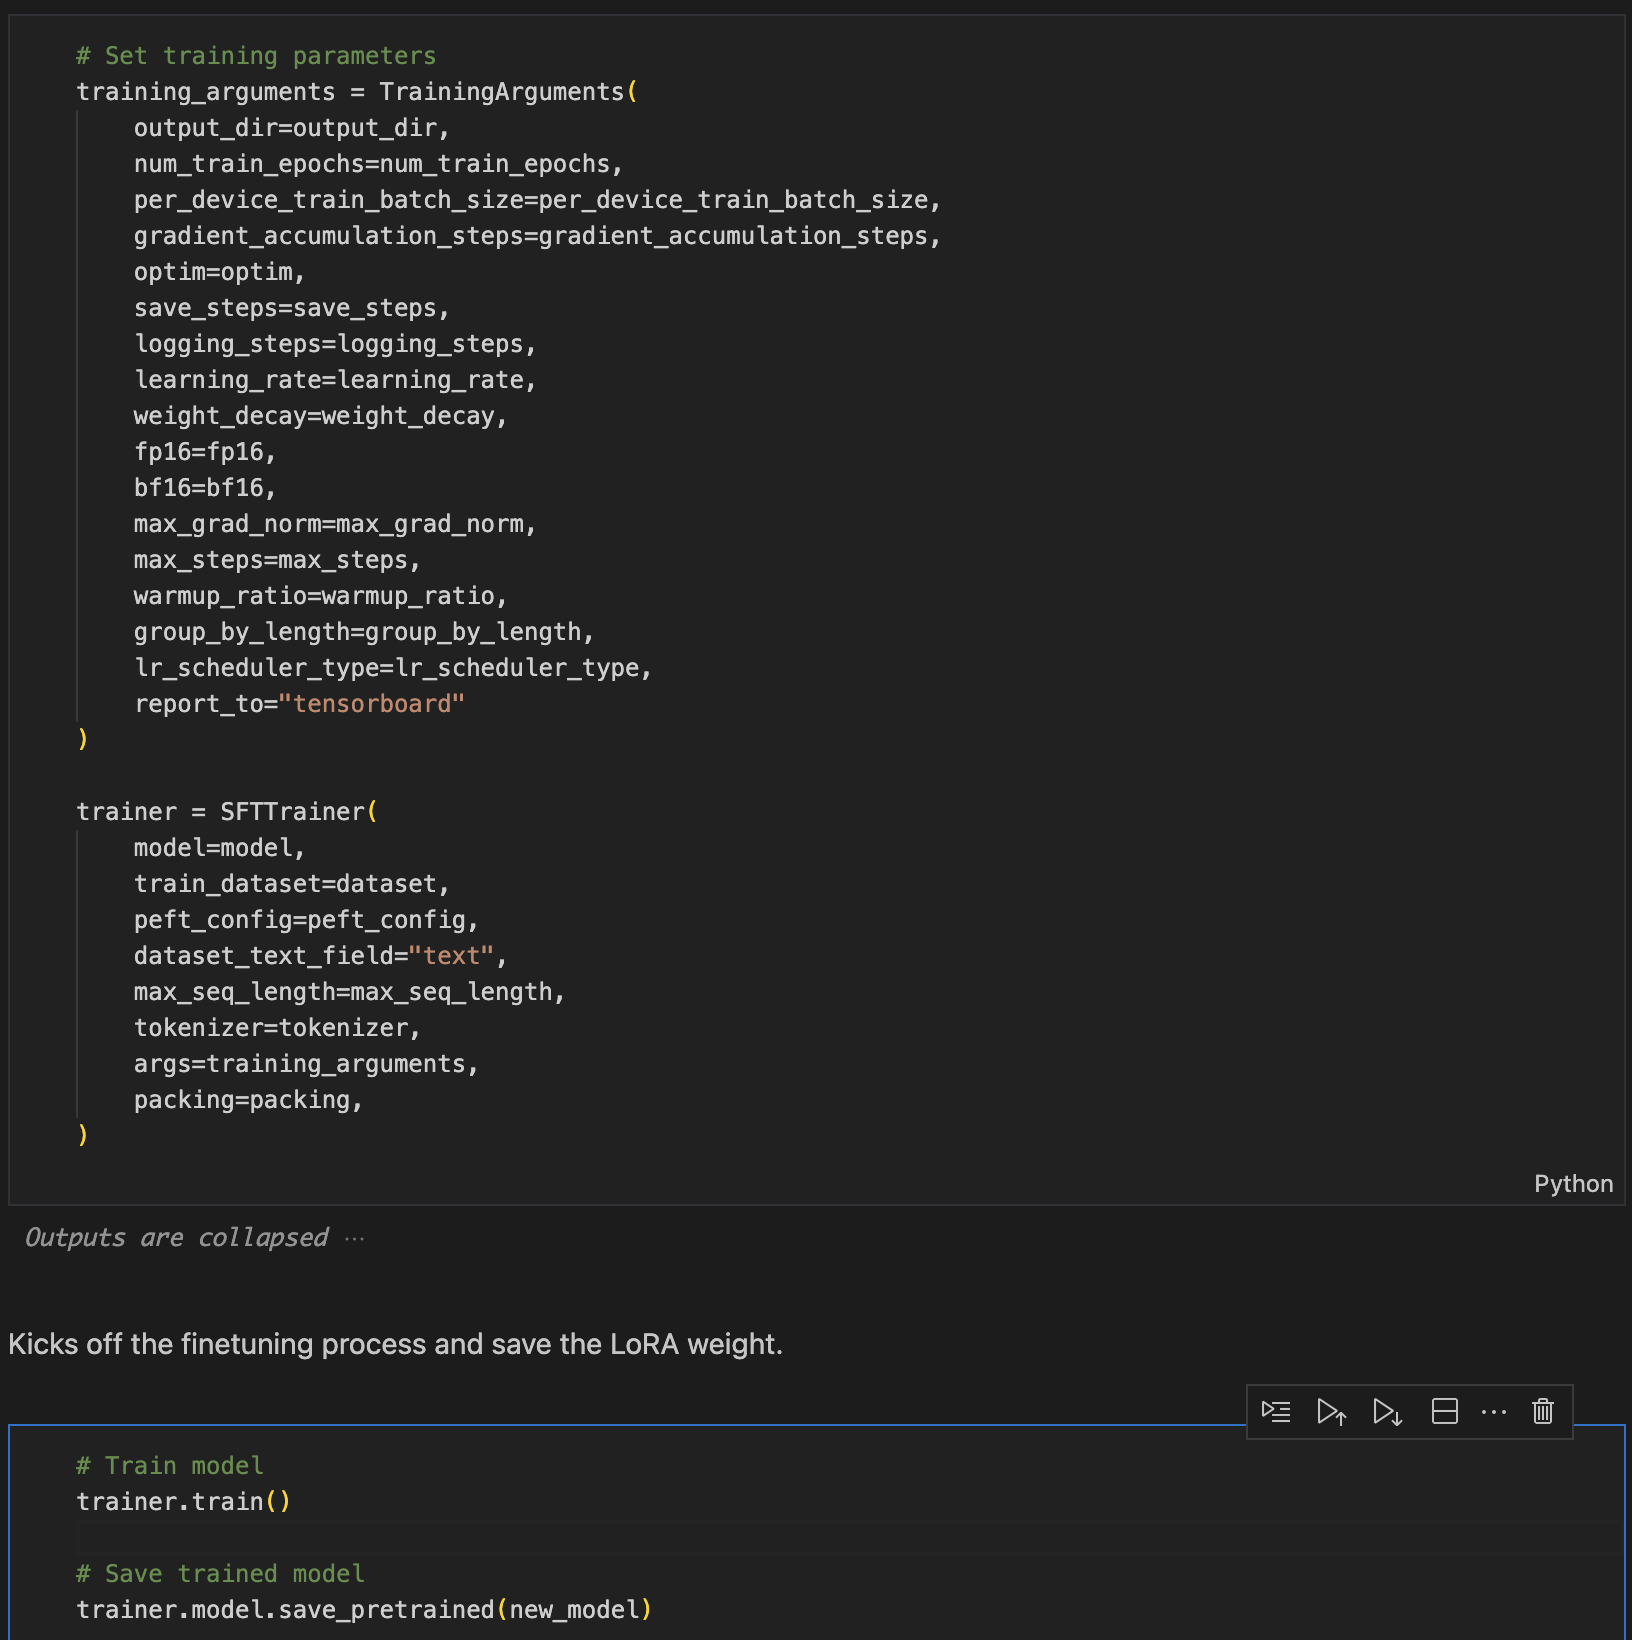 # Set training parameters
training_arguments = TrainingArguments(
    output_dir=output_dir,
    num_train_epochs=num_train_epochs,
    per_device_train_batch_size=per_device_train_batch_size,
    gradient_accumulation_steps=gradient_accumulation_steps,
    optim=optim,
    save_steps=save_steps,
    logging_steps=logging_steps,
    learning_rate=learning_rate,
    weight_decay=weight_decay,
    fp16=fp16,
    bf16=bf16,
    max_grad_norm=max_grad_norm,
    max_steps=max_steps,
    warmup_ratio=warmup_ratio,
    group_by_length=group_by_length,
    lr_scheduler_type=lr_scheduler_type,
    report_to="tensorboard"
)
trainer = SFTTrainer(
    model=model,
    train_dataset=dataset,
    peft_config=peft_config,
    dataset_text_field="text",
    max_seq_length=max_seq_length,
    tokenizer=tokenizer,
    args=training_arguments,
    packing=packing,
)
Python
Outputs are collapsed ···
Kicks off the finetuning process and save the LoRA weight.
# Train model
trainer.train()
# Save trained model
trainer.model.save_pretrained(new_model)